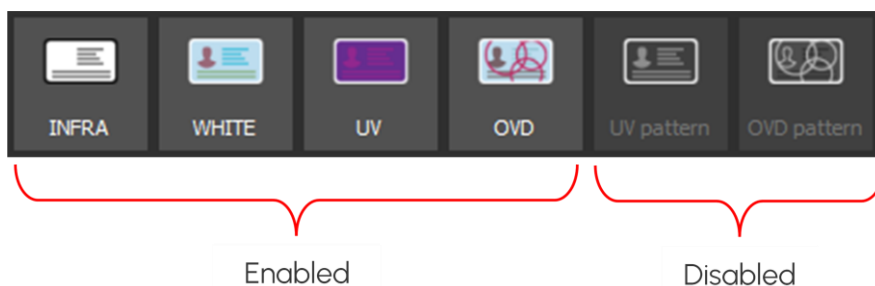 INFRA WHITE UV OVD UV pattern OVD pattern
Enabled Disabled